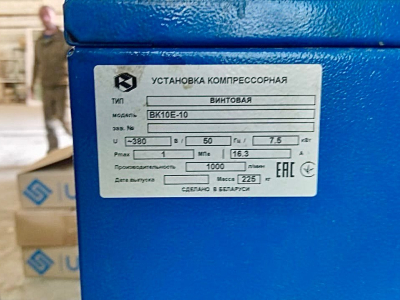 УСТАНОВКА КОМПРЕССОРНАЯ
ТИП ВИНТОВАЯ
МОДЕЛЬ ВК10Е-10
зав. №
U ~380 В / 50 Гц / 7.5 кВт
Pmax 1 МПа 16,3 А
Производительность 1000 л/мин
Дата выпуска Масса 225 кг
СДЕЛАНО В БЕЛАРУСИ
ЕАС